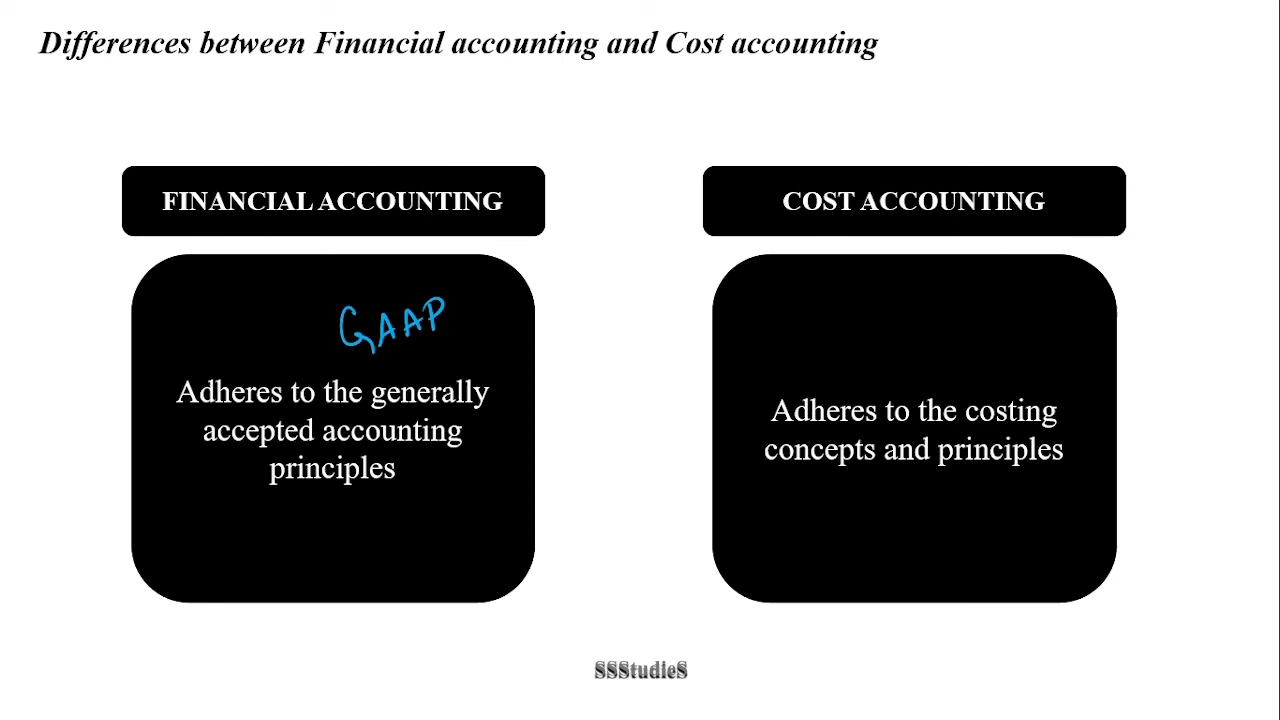 Differences between Financial accounting and Cost accounting
FINANCIAL ACCOUNTING
GAAP
Adheres to the generally
accepted accounting
principles
COST ACCOUNTING
Adheres to the costing
concepts and principles
SSStudieS